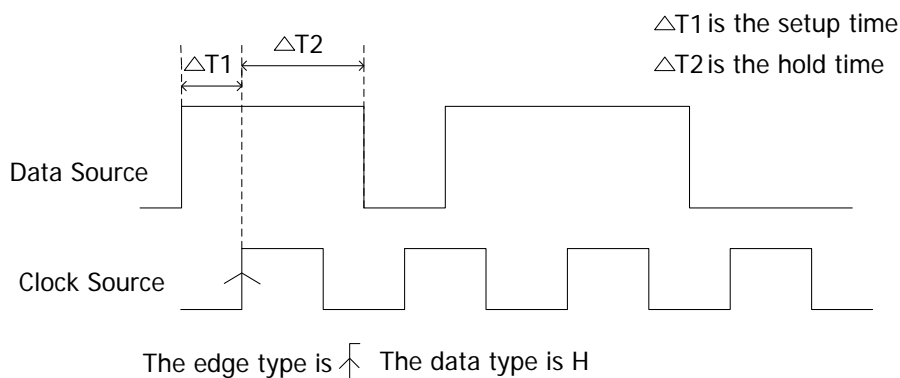 △T1 is the setup time
△T2 is the hold time
△T2
△T1
Data Source
Clock Source
The edge type is The data type is H